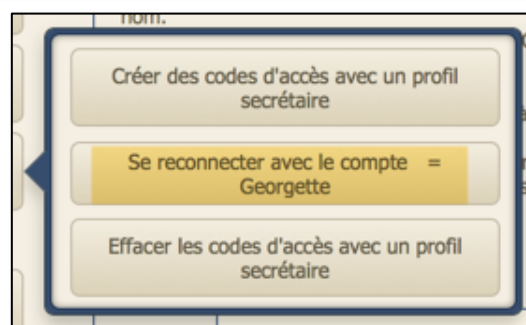 nom.
Créer des codes d'accès avec un profil
secrétaire
Se reconnecter avec le compte =
Georgette
Effacer les codes d'accès avec un profil
secrétaire